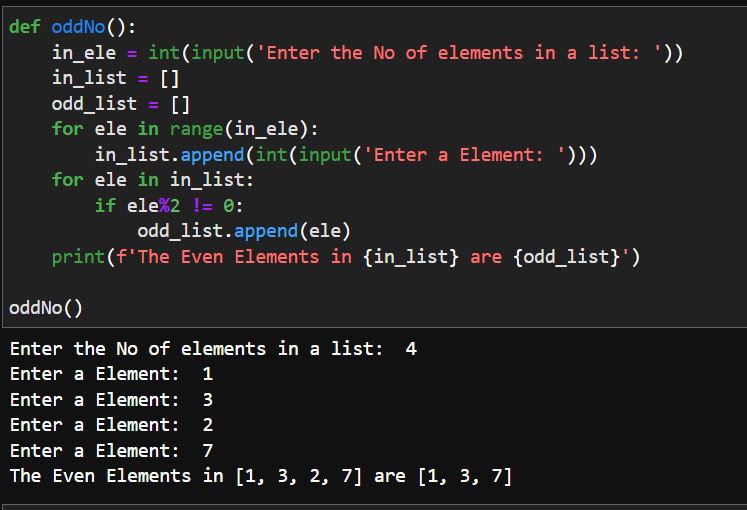 def oddNo():
    in_ele = int(input('Enter the No of elements in a list: '))
    in_list = []
    odd_list = []
    for ele in range(in_ele):
        in_list.append(int(input('Enter a Element: ')))
    for ele in in_list:
        if ele%2 != 0:
            odd_list.append(ele)
    print(f'The Even Elements in {in_list} are {odd_list}')

oddNo()
Enter the No of elements in a list:  4
Enter a Element:  1
Enter a Element:  3
Enter a Element:  2
Enter a Element:  7
The Even Elements in [1, 3, 2, 7] are [1, 3, 7]